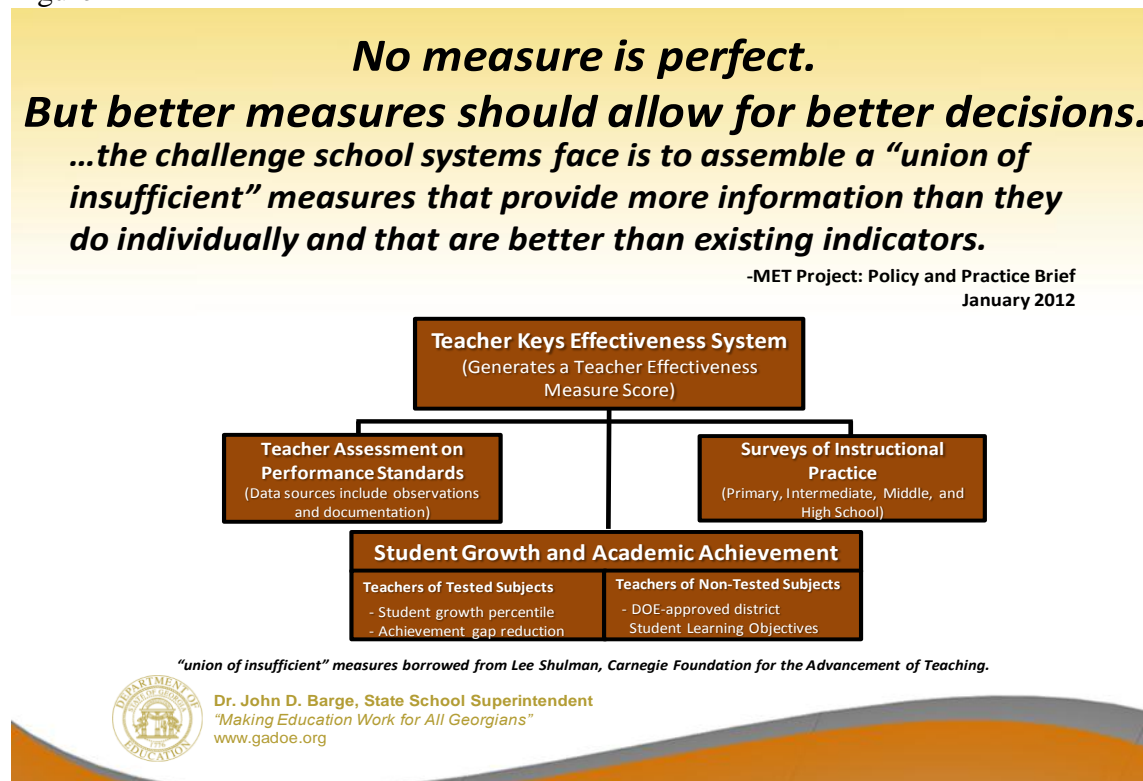 No measure is perfect.
But better measures should allow for better decisions.
…the challenge school systems face is to assemble a “union of
insufficient” measures that provide more information than they
do individually and that are better than existing indicators.
-MET Project: Policy and Practice Brief
January 2012
Teacher Keys Effectiveness System
(Generates a Teacher Effectiveness
Measure Score)
Teacher Assessment on
Performance Standards
(Data sources include observations
and documentation)
Surveys of Instructional
Practice
(Primary, Intermediate, Middle, and
High School)
Student Growth and Academic Achievement
Teachers of Tested Subjects
- Student growth percentile
- Achievement gap reduction
Teachers of Non-Tested Subjects
- DOE-approved district
Student Learning Objectives
“union of insufficient” measures borrowed from Lee Shulman, Carnegie Foundation for the Advancement of Teaching.
DEPARTMENT OF
STATE OF GEORGIA
1776
EDUCATION
Dr. John D. Barge, State School Superintendent
“Making Education Work for All Georgians”
www.gadoe.org